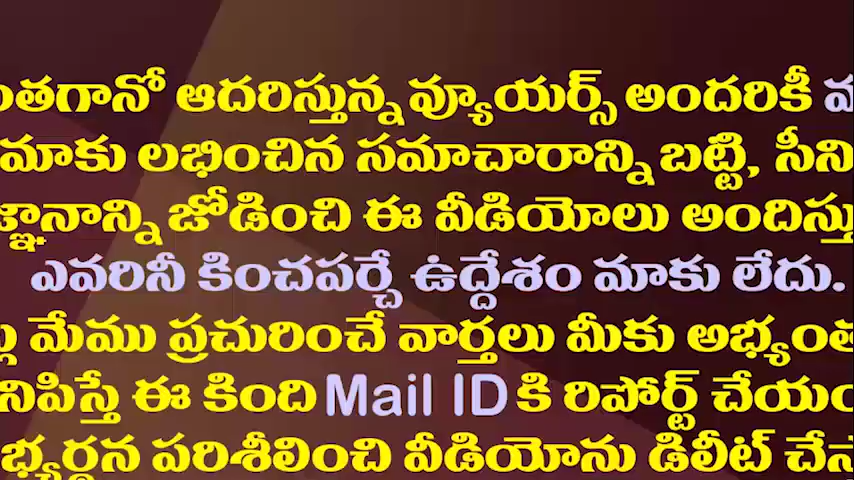 ంతగానో ఆదరిస్తున్న వ్యూయర్స్ అందరికీ
మాకు లభించిన సమాచారాన్ని బట్టి, సీని
జ్ఞానాన్ని జోడించి ఈ వీడియోలు అందిస్తు
ఎవరినీ కించపర్చే ఉద్దేశం మాకు లేదు.
మేము ప్రచురించే వార్తలు మీకు అభ్యంత
నిపిస్తే ఈ కింది Mail ID కి రిపోర్ట్ చేయం
భ్యర్థన పరిశీలించి వీడియోను డిలీట్ చేస